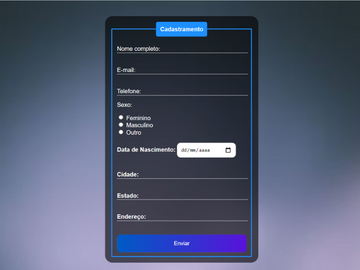 Cadastramento
Nome completo:
E-mail:
Telefone:
Sexo:
Feminino
Masculino
Outro
Data de Nascimento: dd/mm/aaaa
Cidade:
Estado:
Endereço:
Enviar